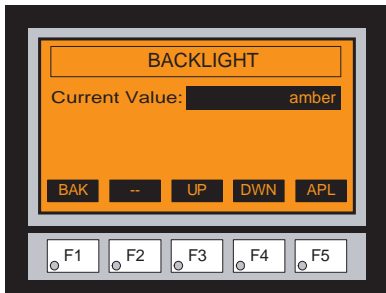 BACKLIGHT
Current Value: amber
BAK -- UP DWN APL
F1 F2 F3 F4 F5